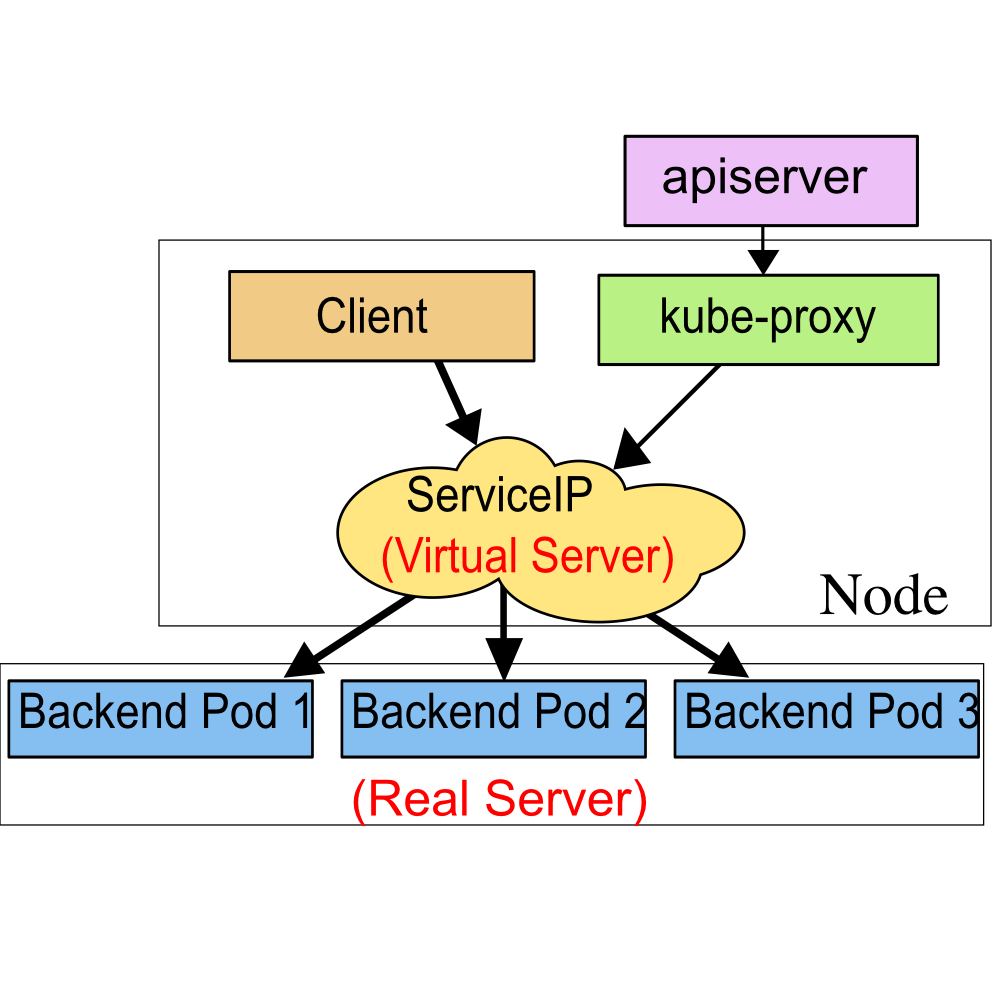 apiserver
Client
kube-proxy
ServiceIP
(Virtual Server)
Node
Backend Pod 1
Backend Pod 2
Backend Pod 3
(Real Server)